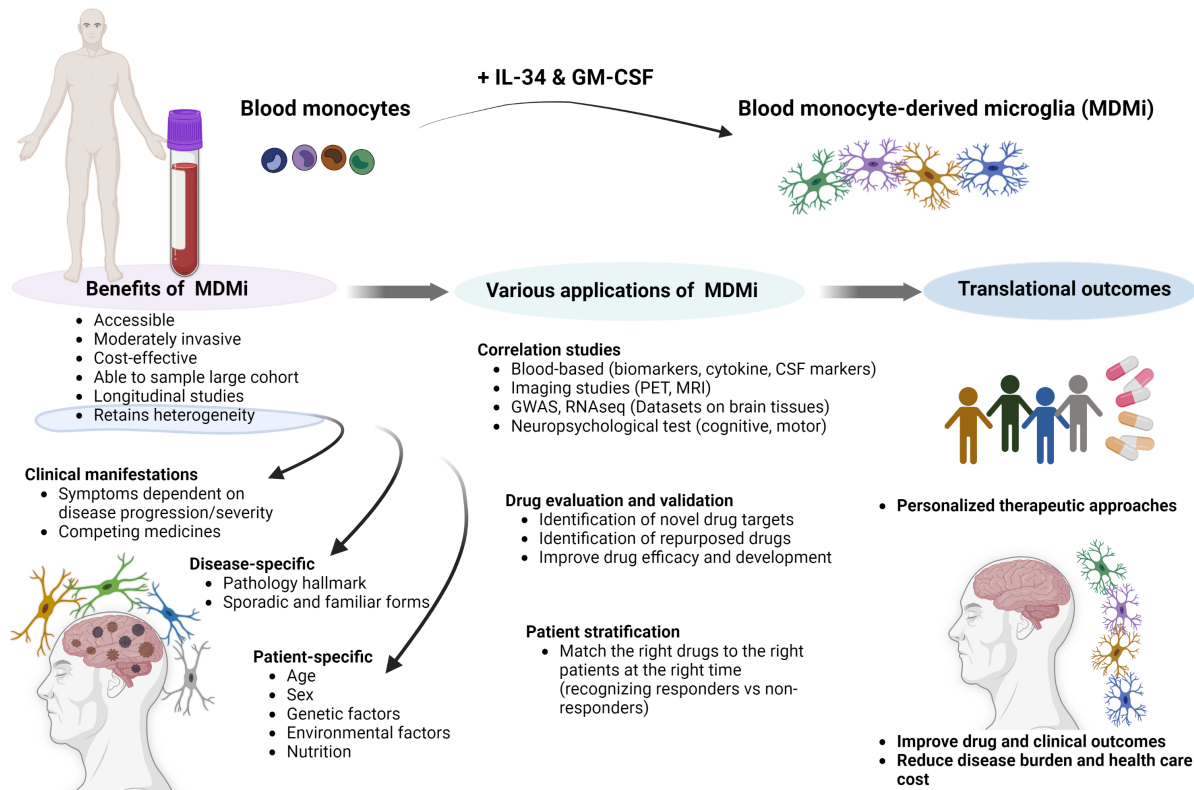 + IL-34 & GM-CSF
Blood monocytes
Blood monocyte-derived microglia (MDMi)
Benefits of MDMi
• Accessible
• Moderately invasive
• Cost-effective
• Able to sample large cohort
• Longitudinal studies
• Retains heterogeneity
Clinical manifestations
• Symptoms dependent on
disease progression/severity
• Competing medicines
Disease-specific
• Pathology hallmark
• Sporadic and familiar forms
Patient-specific
• Age
• Sex
• Genetic factors
• Environmental factors
• Nutrition
Various applications of MDMi
Correlation studies
• Blood-based (biomarkers, cytokine, CSF markers)
• Imaging studies (PET, MRI)
• GWAS, RNAseq (Datasets on brain tissues)
• Neuropsychological test (cognitive, motor)
Drug evaluation and validation
• Identification of novel drug targets
• Identification of repurposed drugs
• Improve drug efficacy and development
Patient stratification
• Match the right drugs to the right
patients at the right time
(recognizing responders vs non-
responders)
Translational outcomes
• Personalized therapeutic approaches
• Improve drug and clinical outcomes
• Reduce disease burden and health care
cost